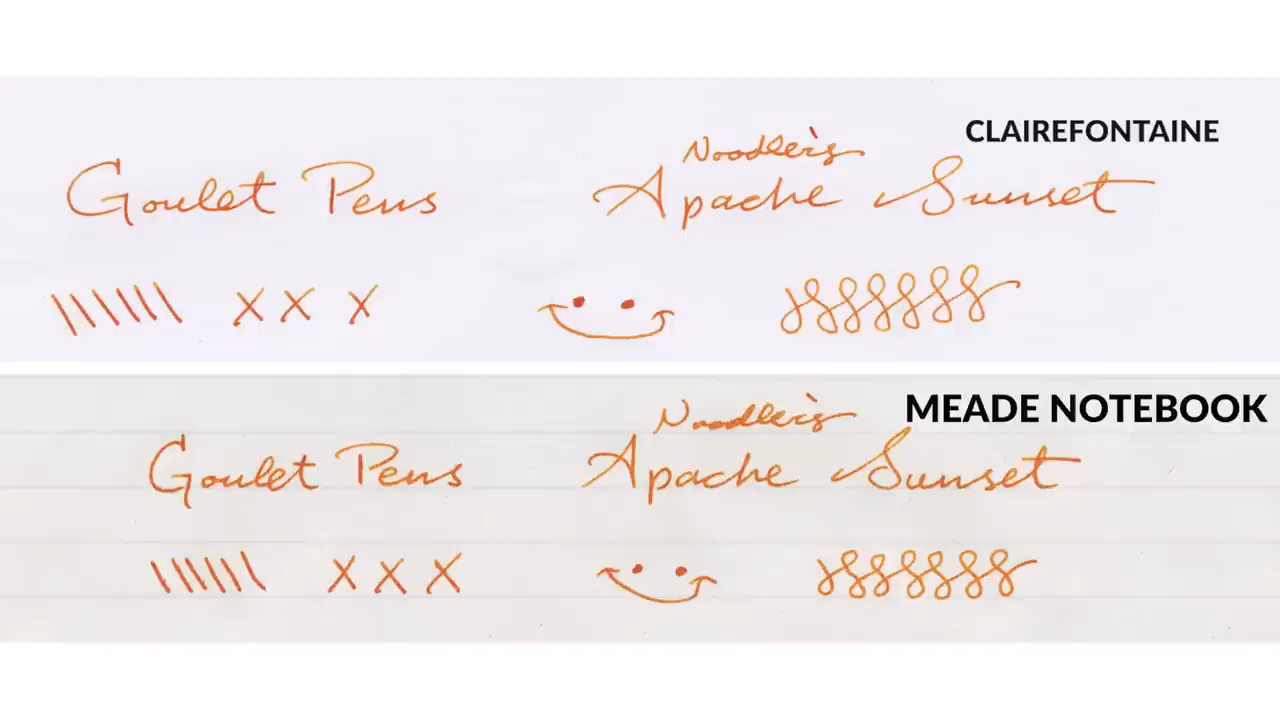 CLAIREFONTAINE
Noodler's
Goulet Pens Apache Sunset
X X X
MEADE NOTEBOOK
Noodler's
Goulet Pens Apache Sunset
X X X